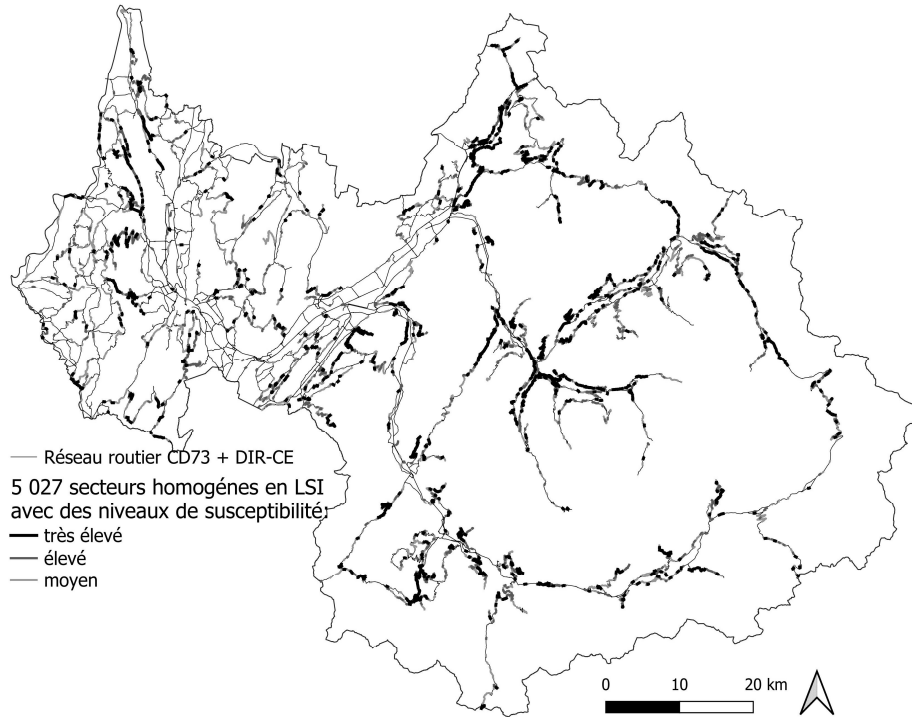 Réseau routier CD73 + DIR-CE
5 027 secteurs homogénes en LSI
avec des niveaux de susceptibilité:
très élevé
élevé
moyen
0 10 20 km